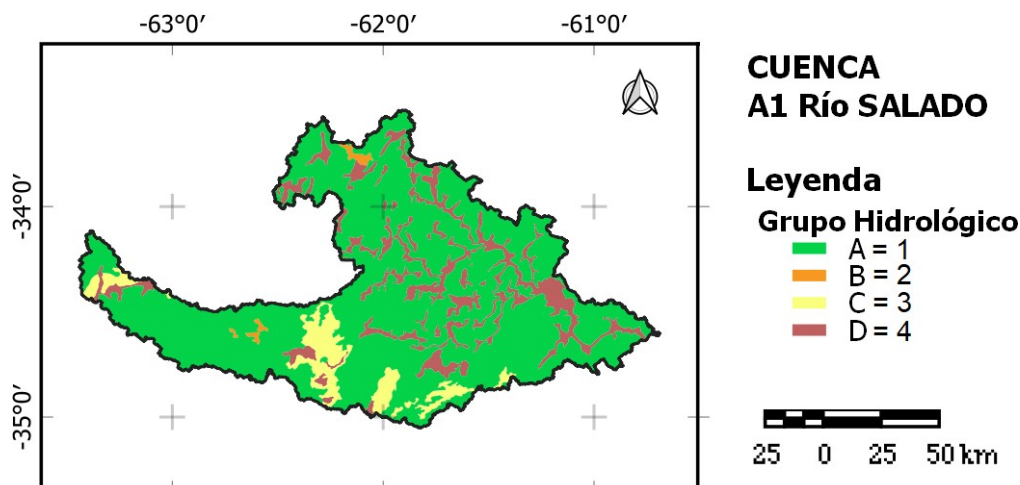 -63°0′ -62°0′ -61°0′
-34°0′
-35°0′
CUENCA
A1 Río SALADO
Leyenda
Grupo Hidrológico
A = 1
B = 2
C = 3
D = 4
25 0 25 50 km